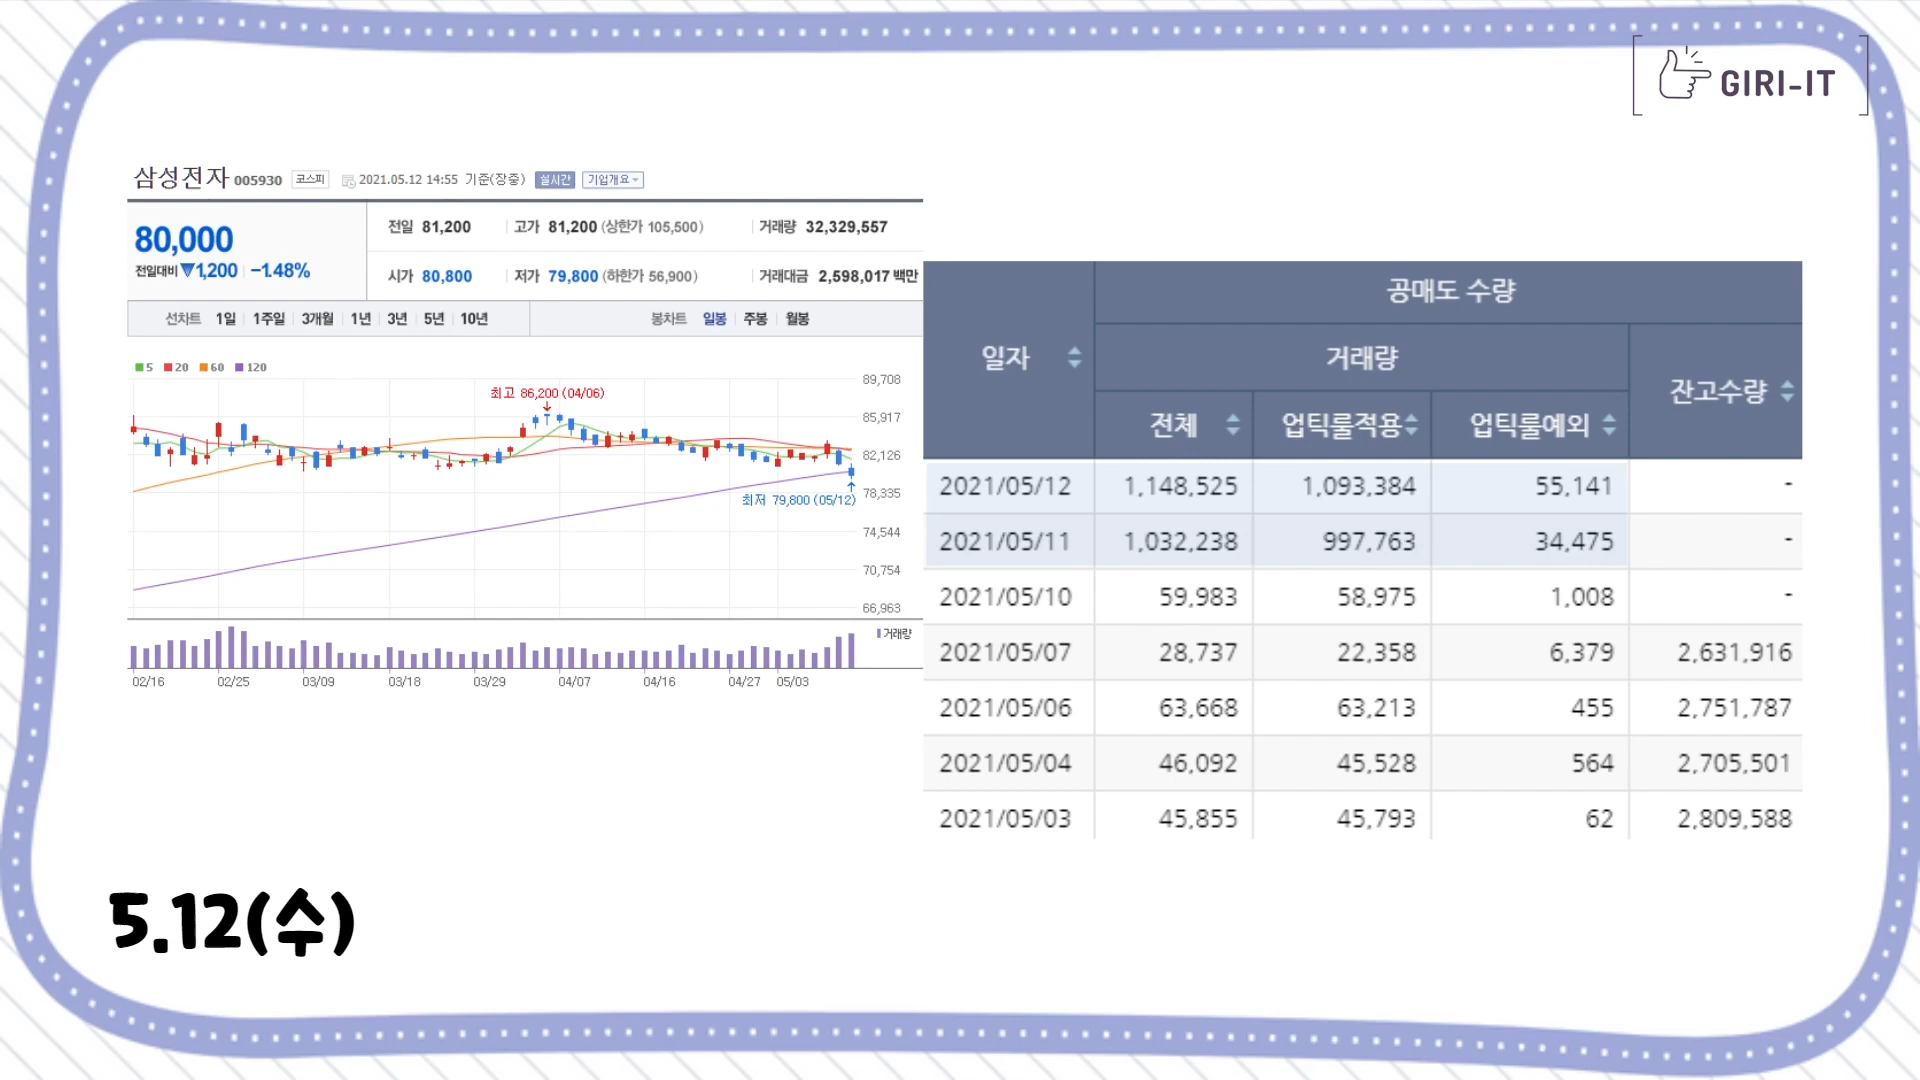 GIRI-IT
삼성전자 005930 코스피 2021.05.12 14:55 기준(장중) 실시간 기업개요
80,000
전일대비 ▼1,200 -1.48%
전일 81,200 고가 81,200 (상한가 105,500) 거래량 32,329,557
시가 80,800 저가 79,800 (하한가 56,900) 거래대금 2,598,017 백만
선차트 1일 1주일 3개월 1년 3년 5년 10년 봉차트 일봉 주봉 월봉
5 20 60 120
최고 86,200 (04/06)
최저 79,800 (05/12)
89,708
85,917
82,126
78,335
74,544
70,754
66,963
거래량
02/16 02/25 03/09 03/18 03/29 04/07 04/16 04/27 05/03
공매도 수량
일자 거래량 잔고수량
전체 업틱룰적용 업틱룰예외
2021/05/12 1,148,525 1,093,384 55,141 -
2021/05/11 1,032,238 997,763 34,475 -
2021/05/10 59,983 58,975 1,008 -
2021/05/07 28,737 22,358 6,379 2,631,916
2021/05/06 63,668 63,213 455 2,751,787
2021/05/04 46,092 45,528 564 2,705,501
2021/05/03 45,855 45,793 62 2,809,588
5.12(수)